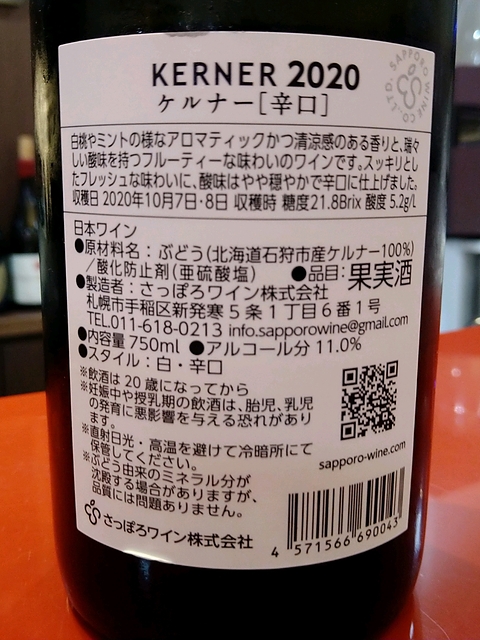 KERNER 2020
SAPPORO WINE CO.,LTD.
ケルナー[辛口]
白桃やミントの様なアロマティックかつ清涼感のある香りと、瑞々
しい酸味を持つフルーティーな味わいのワインです。スッキリとし
たフレッシュな味わいに、酸味はやや穏やかで辛口に仕上げました。
収穫日 2020年10月7日・8日 収穫時 糖度21.8Brix 酸度 5.2g/L
日本ワイン
●原材料名：ぶどう(北海道石狩市産ケルナー100%)
/酸化防止剤(亜硫酸塩) ●品目:果実酒
●製造者：さっぽろワイン株式会社
札幌市手稲区新発寒5条1丁目6番1号
TEL.011-618-0213 info.sapporowine@gmail.com
●内容量 750ml ●アルコール分 11.0%
●スタイル：白・辛口
※飲酒は20歳になってから
※妊娠中や授乳期の飲酒は、胎児、乳児
の発育に悪影響を与える恐れがあり
ます。
※直射日光・高温を避けて冷暗所にて
保管してください。
※ぶどう由来のミネラル分が
沈殿する場合がありますが、
品質には問題ありません。
sapporo-wine.com
さっぽろワイン株式会社
4 571566 690043